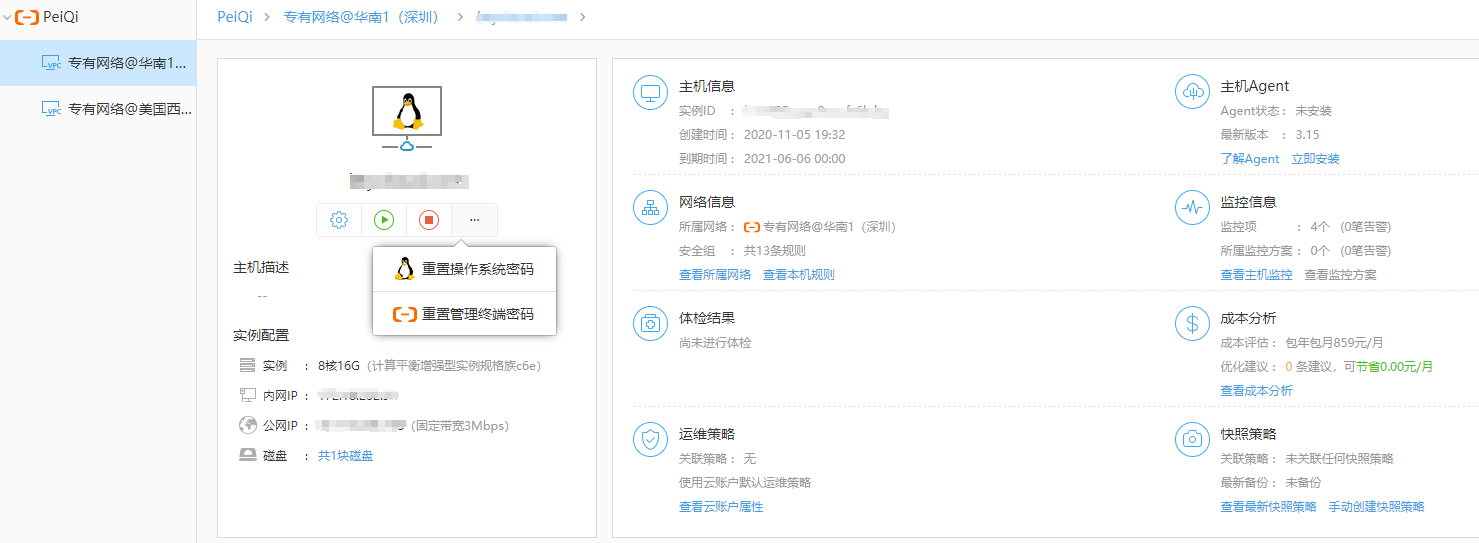 PeiQi
专有网络@华南1...
专有网络@美国西...
PeiQi > 专有网络@华南1（深圳） > >
...
重置操作系统密码
重置管理终端密码
主机描述
--
实例配置
实例 ： 8核16G（计算平衡增强型实例规格族c6e）
内网IP ：
公网IP ： （固定带宽3Mbps）
磁盘 ： 共1块磁盘
主机信息
实例ID ：
创建时间： 2020-11-05 19:32
到期时间： 2021-06-06 00:00
主机Agent
Agent状态： 未安装
最新版本 ： 3.15
了解Agent 立即安装
网络信息
所属网络： 专有网络@华南1（深圳）
安全组 ： 共13条规则
查看所属网络 查看本机规则
监控信息
监控项 ： 4个 （0笔告警）
所属监控方案： 0个 （0笔告警）
查看主机监控 查看监控方案
体检结果
尚未进行体检
成本分析
成本评估： 包年包月859元/月
优化建议： 0 条建议，可节省0.00元/月
查看成本分析
运维策略
关联策略： 无
使用云账户默认运维策略
查看云账户属性
快照策略
关联策略： 未关联任何快照策略
最新备份： 未备份
查看最新快照策略 手动创建快照策略